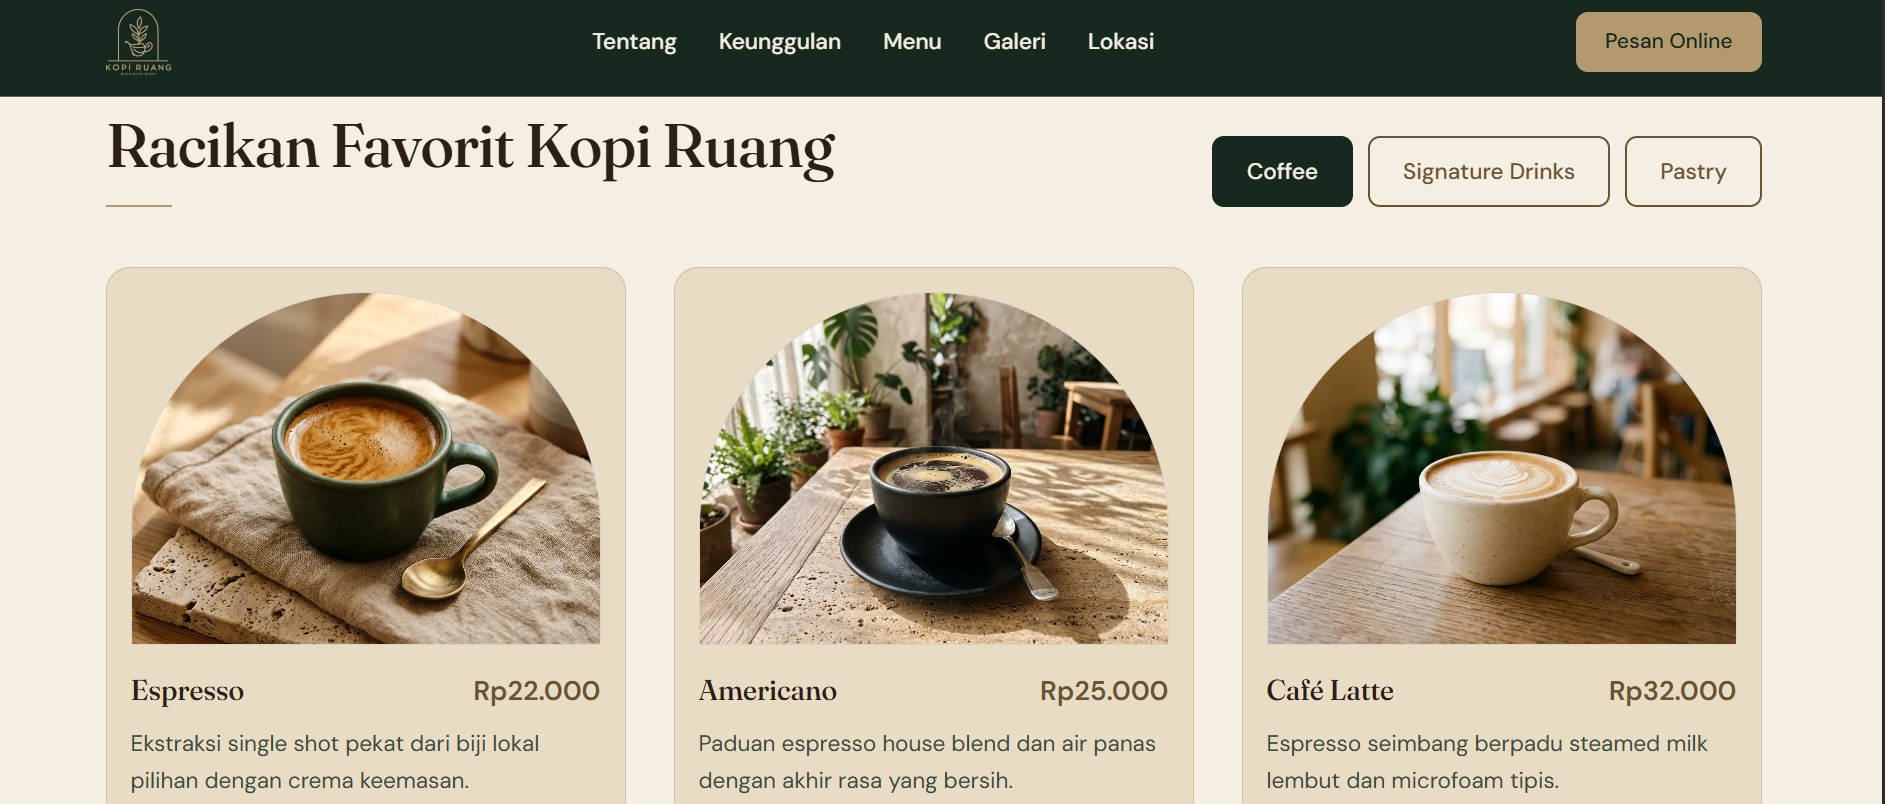 KOPI RUANG
Tentang
Keunggulan
Menu
Galeri
Lokasi
Pesan Online
Racikan Favorit Kopi Ruang
Coffee
Signature Drinks
Pastry
Espresso
Rp22.000
Ekstraksi single shot pekat dari biji lokal
pilihan dengan crema keemasan.
Americano
Rp25.000
Paduan espresso house blend dan air panas
dengan akhir rasa yang bersih.
Café Latte
Rp32.000
Espresso seimbang berpadu steamed milk
lembut dan microfoam tipis.